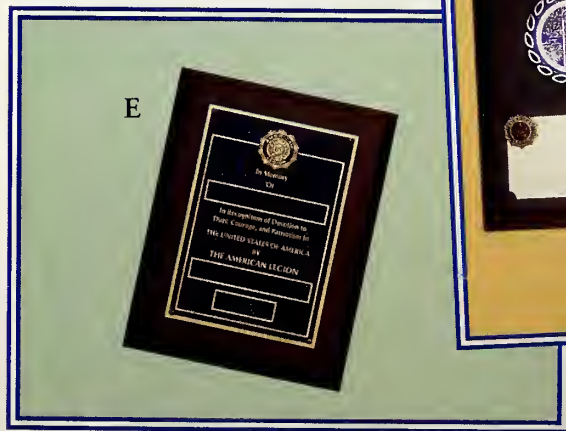 E
In Memory
Of
In Recognition of Devotion to
Duty, Courage, and Patriotism to
THE UNITED STATES OF AMERICA
BY
THE AMERICAN LEGION